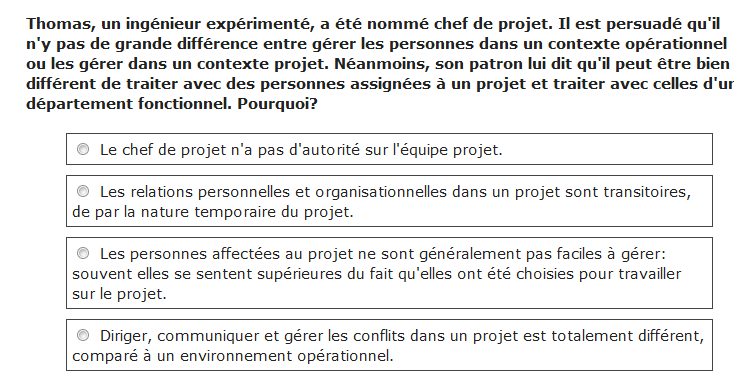 Thomas, un ingénieur expérimenté, a été nommé chef de projet. Il est persuadé qu'il
n'y pas de grande différence entre gérer les personnes dans un contexte opérationnel
ou les gérer dans un contexte projet. Néanmoins, son patron lui dit qu'il peut être bien
différent de traiter avec des personnes assignées à un projet et traiter avec celles
département fonctionnel. Pourquoi?
Le chef de projet n'a pas d'autorité sur l'équipe projet.
Les relations personnelles et organisationnelles dans un projet sont transitoires,
de par la nature temporaire du projet.
Les personnes affectées au projet ne sont généralement pas faciles à gérer:
souvent elles se sentent supérieures du fait qu'elles ont été choisies pour travailler
sur le projet.
Diriger, communiquer et gérer les conflits dans un projet est totalement différent,
comparé à un environnement opérationnel.